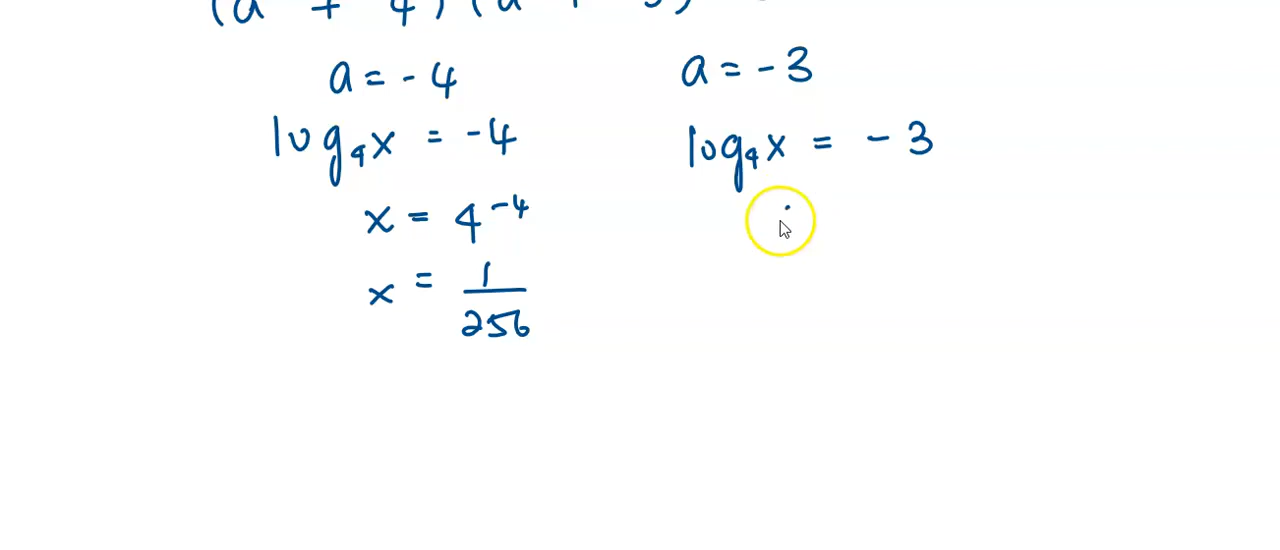 a = -4
a = -3
log₄x = -4
log₄x = -3
x = 4⁻⁴
x = 1/256